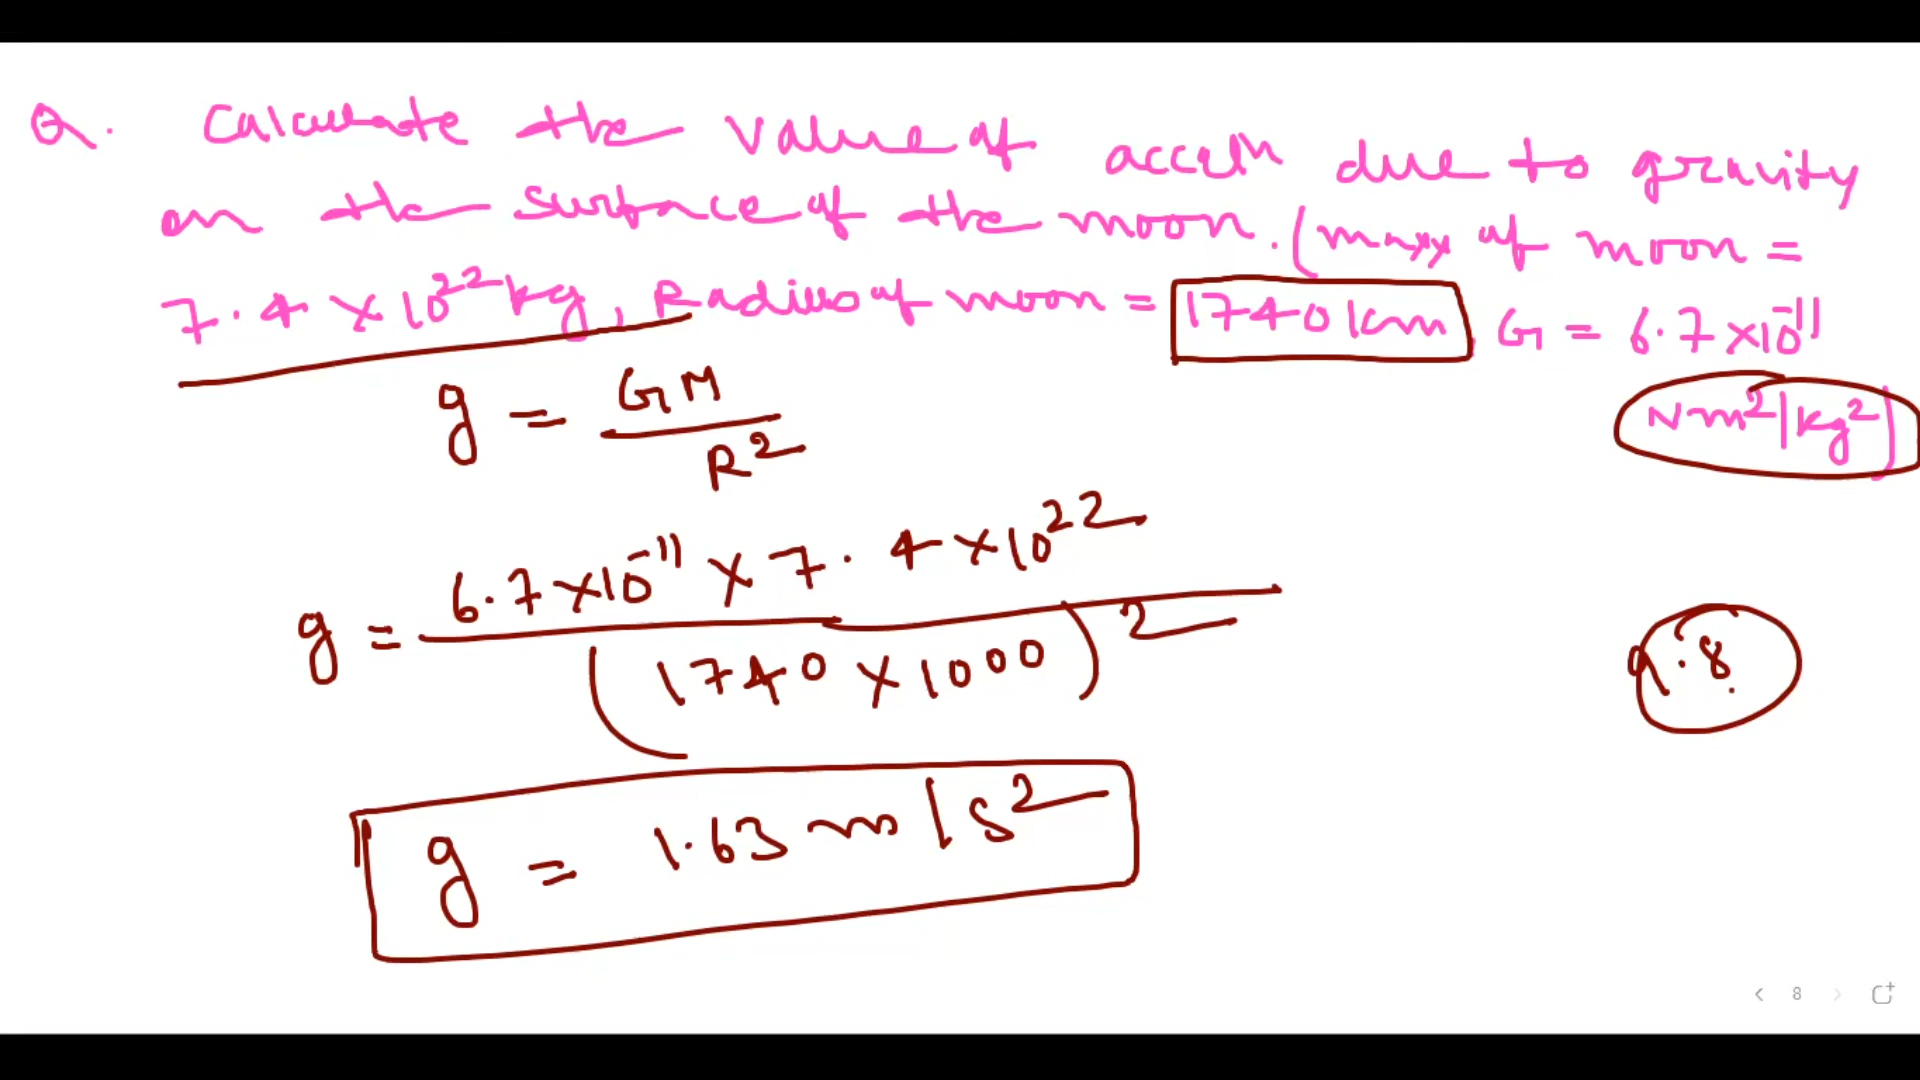 Q. Calculate the value of acceln due to gravity
on the surface of the moon. (mass of moon =
7.4 × 10²² kg, Radius of moon = 1740 km, G = 6.7 × 10⁻¹¹
Nm²/kg²)
g = GM / R²
g = 6.7 × 10⁻¹¹ × 7.4 × 10²² / (1740 × 1000)²
9.8
g = 1.63 m/s²
8